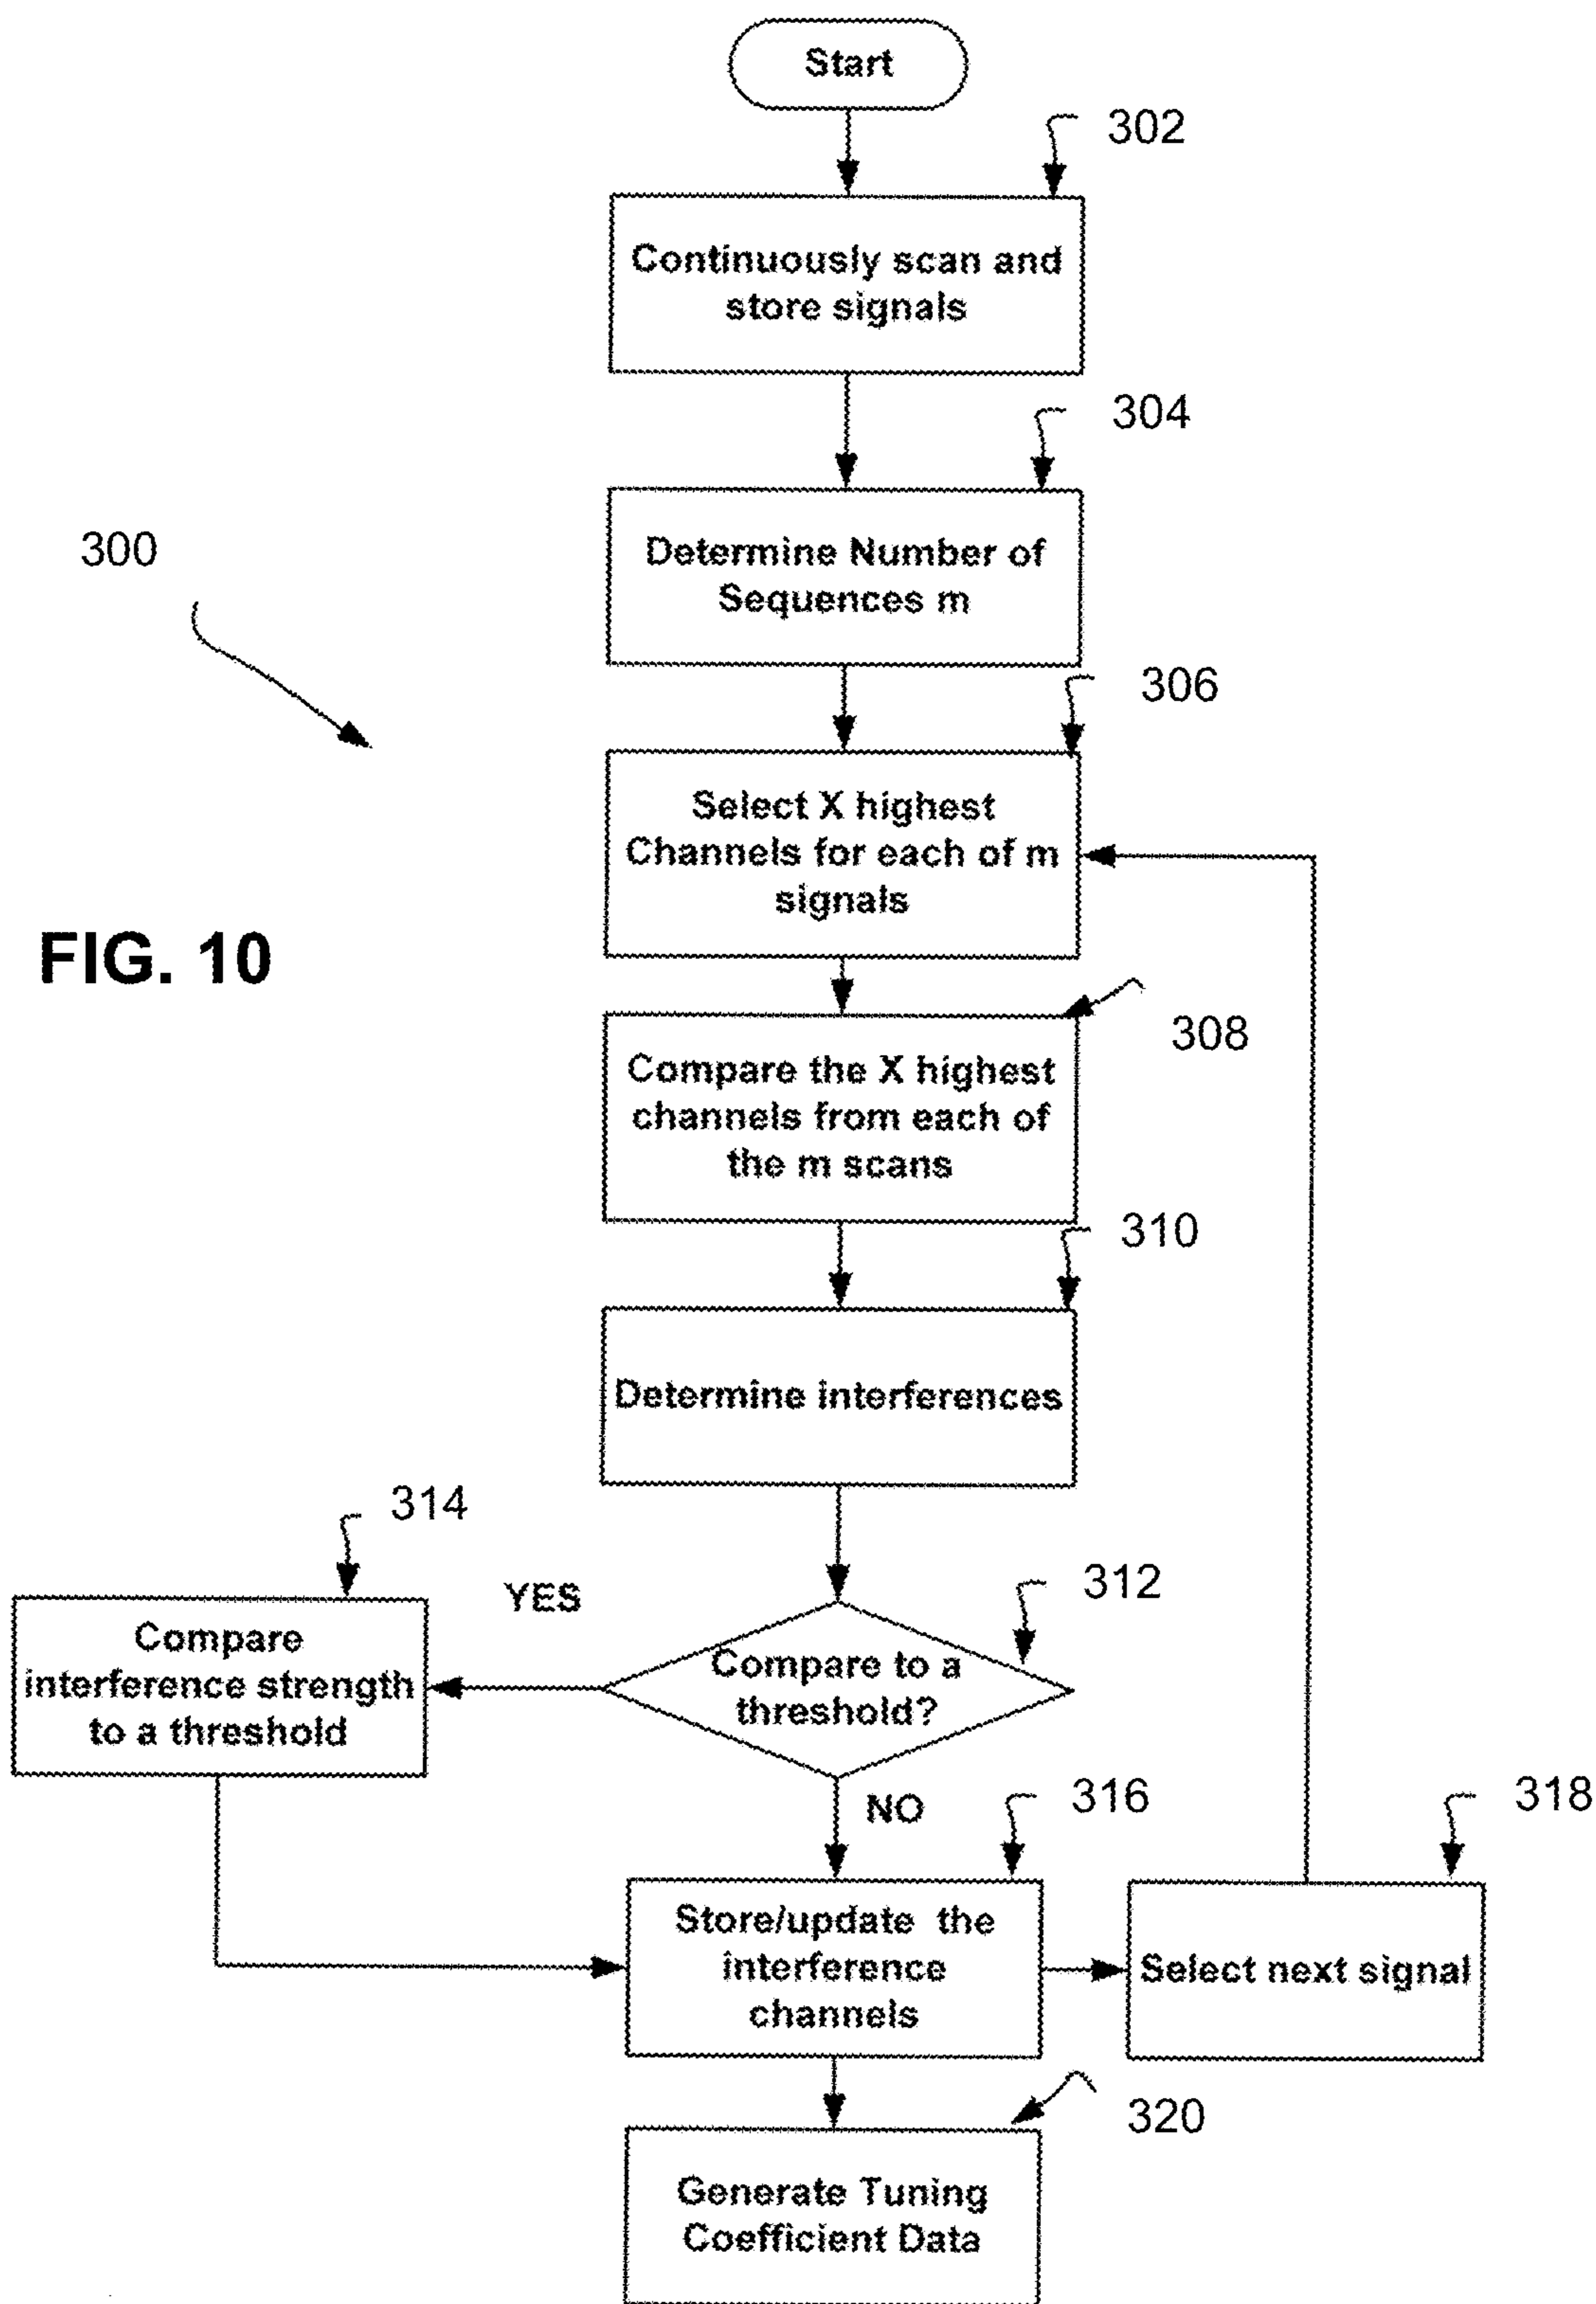 Start
302
Continuously scan and
store signals
304
Determine Number of
Sequences m
300
306
Select X highest
Channels for each of m
signals
FIG. 10
308
Compare the X highest
channels from each of
the m scans
310
Determine interferences
314
YES
312
Compare
interference strength
to a threshold
Compare to a
threshold?
NO
316
318
Store/update the
interference
channels
Select next signal
320
Generate Tuning
Coefficient Data